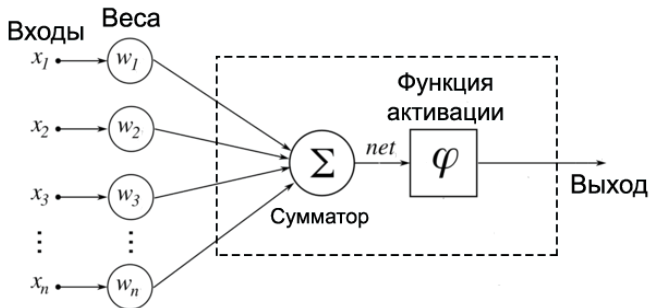 Входы
Веса
x1
w1
x2
w2
x3
w3
⋮
⋮
xn
wn
Σ
Сумматор
net
Функция
активации
φ
Выход